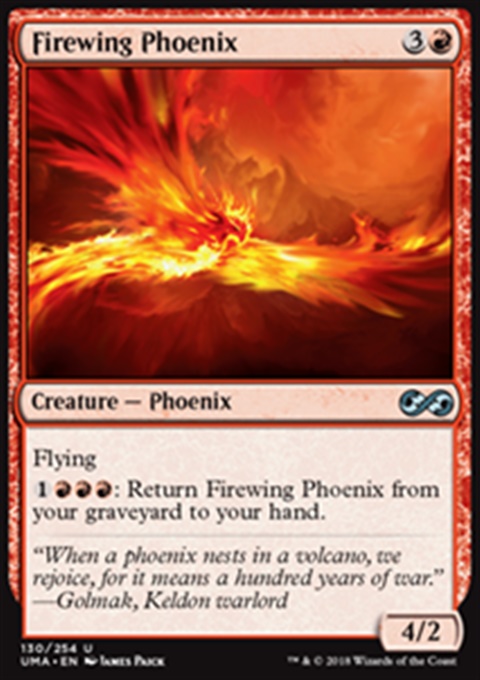 Firewing Phoenix 3
Creature — Phoenix
Flying
1: Return Firewing Phoenix from
your graveyard to your hand.
“When a phoenix nests in a volcano, we
rejoice, for it means a hundred years of war.”
—Golmak, Keldon warlord
4/2
130/254 U
UMA • EN James Paick
™ & © 2018 Wizards of the Coast